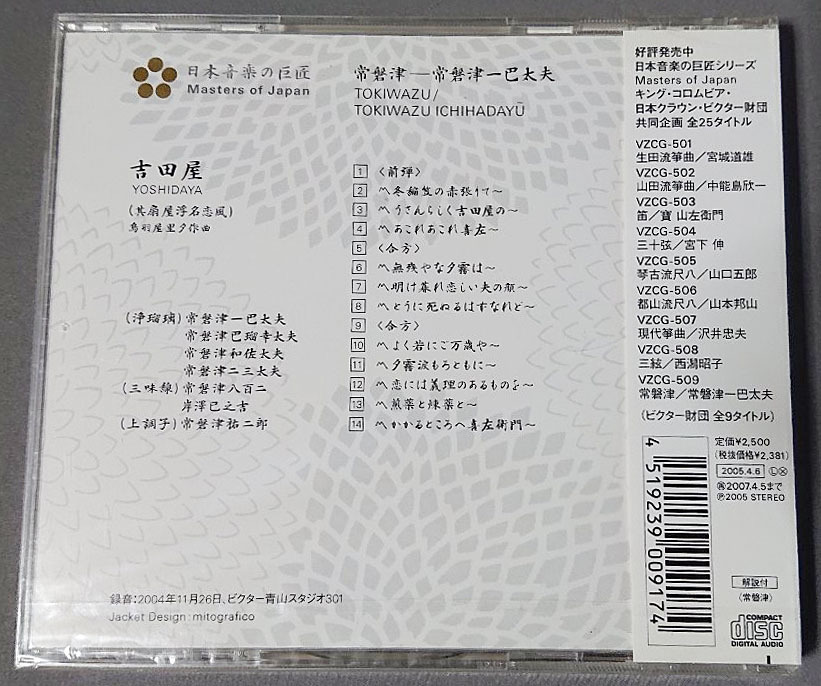 日本音楽の巨匠
Masters of Japan
常磐津―常磐津一巴太夫
TOKIWAZU/
TOKIWAZU ICHIHADAYŪ
吉田屋
YOSHIDAYA
(其扇屋浮名恋風)
鳥羽屋里夕作曲
(浄瑠璃)常磐津一巴太夫
常磐津巴瑠幸太夫
常磐津和佐太夫
常磐津二三太夫
(三味線)常磐津八百二
岸澤巳之吉
(上調子)常磐津祐二郎
1 〈前弾〉
2 〽冬編笠の赤張りて～
3 〽うさんらしく吉田屋の～
4 〽あこれあこれ喜左～
5 〈合方〉
6 〽無残やな夕霧は～
7 〽明け暮れ恋しい夫の顔～
8 〽とうに死ぬるはずなれど～
9 〈合方〉
10 〽よく若にご万歳や～
11 〽夕霧涙もろともに～
12 〽恋には義理のあるものを～
13 〽煎薬と練薬と～
14 〽かかるところへ喜左衛門～
録音:2004年11月26日、ビクター青山スタジオ301
Jacket Design: mitografico
好評発売中
日本音楽の巨匠シリーズ
Masters of Japan
キング・コロムビア・
日本クラウン・ビクター財団
共同企画 全25タイトル
VZCG-501
生田流箏曲/宮城道雄
VZCG-502
山田流箏曲/中能島欣一
VZCG-503
笛/寶 山左衛門
VZCG-504
三十弦/宮下 伸
VZCG-505
琴古流尺八/山口五郎
VZCG-506
都山流尺八/山本邦山
VZCG-507
現代箏曲/沢井忠夫
VZCG-508
三絃/西潟昭子
VZCG-509
常磐津/常磐津一巴太夫
(ビクター財団 全9タイトル)
定価¥2,500
(税抜価格¥2,381)
2005.4.6 Ⓛ Ⓧ
㋫2007.4.5まで
Ⓟ2005 STEREO
4 519239 009174
解説付
(常磐津)
COMPACT
disc
DIGITAL AUDIO